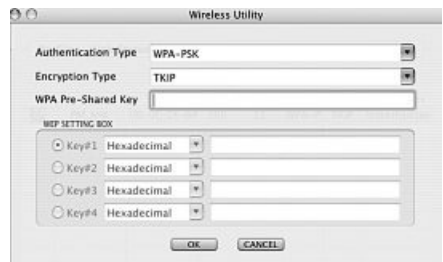 Wireless Utility
Authentication Type WPA-PSK
Encryption Type TKIP
WPA Pre-Shared Key
WEP SETTING BOX
Key#1 Hexadecimal
Key#2 Hexadecimal
Key#3 Hexadecimal
Key#4 Hexadecimal
OK CANCEL